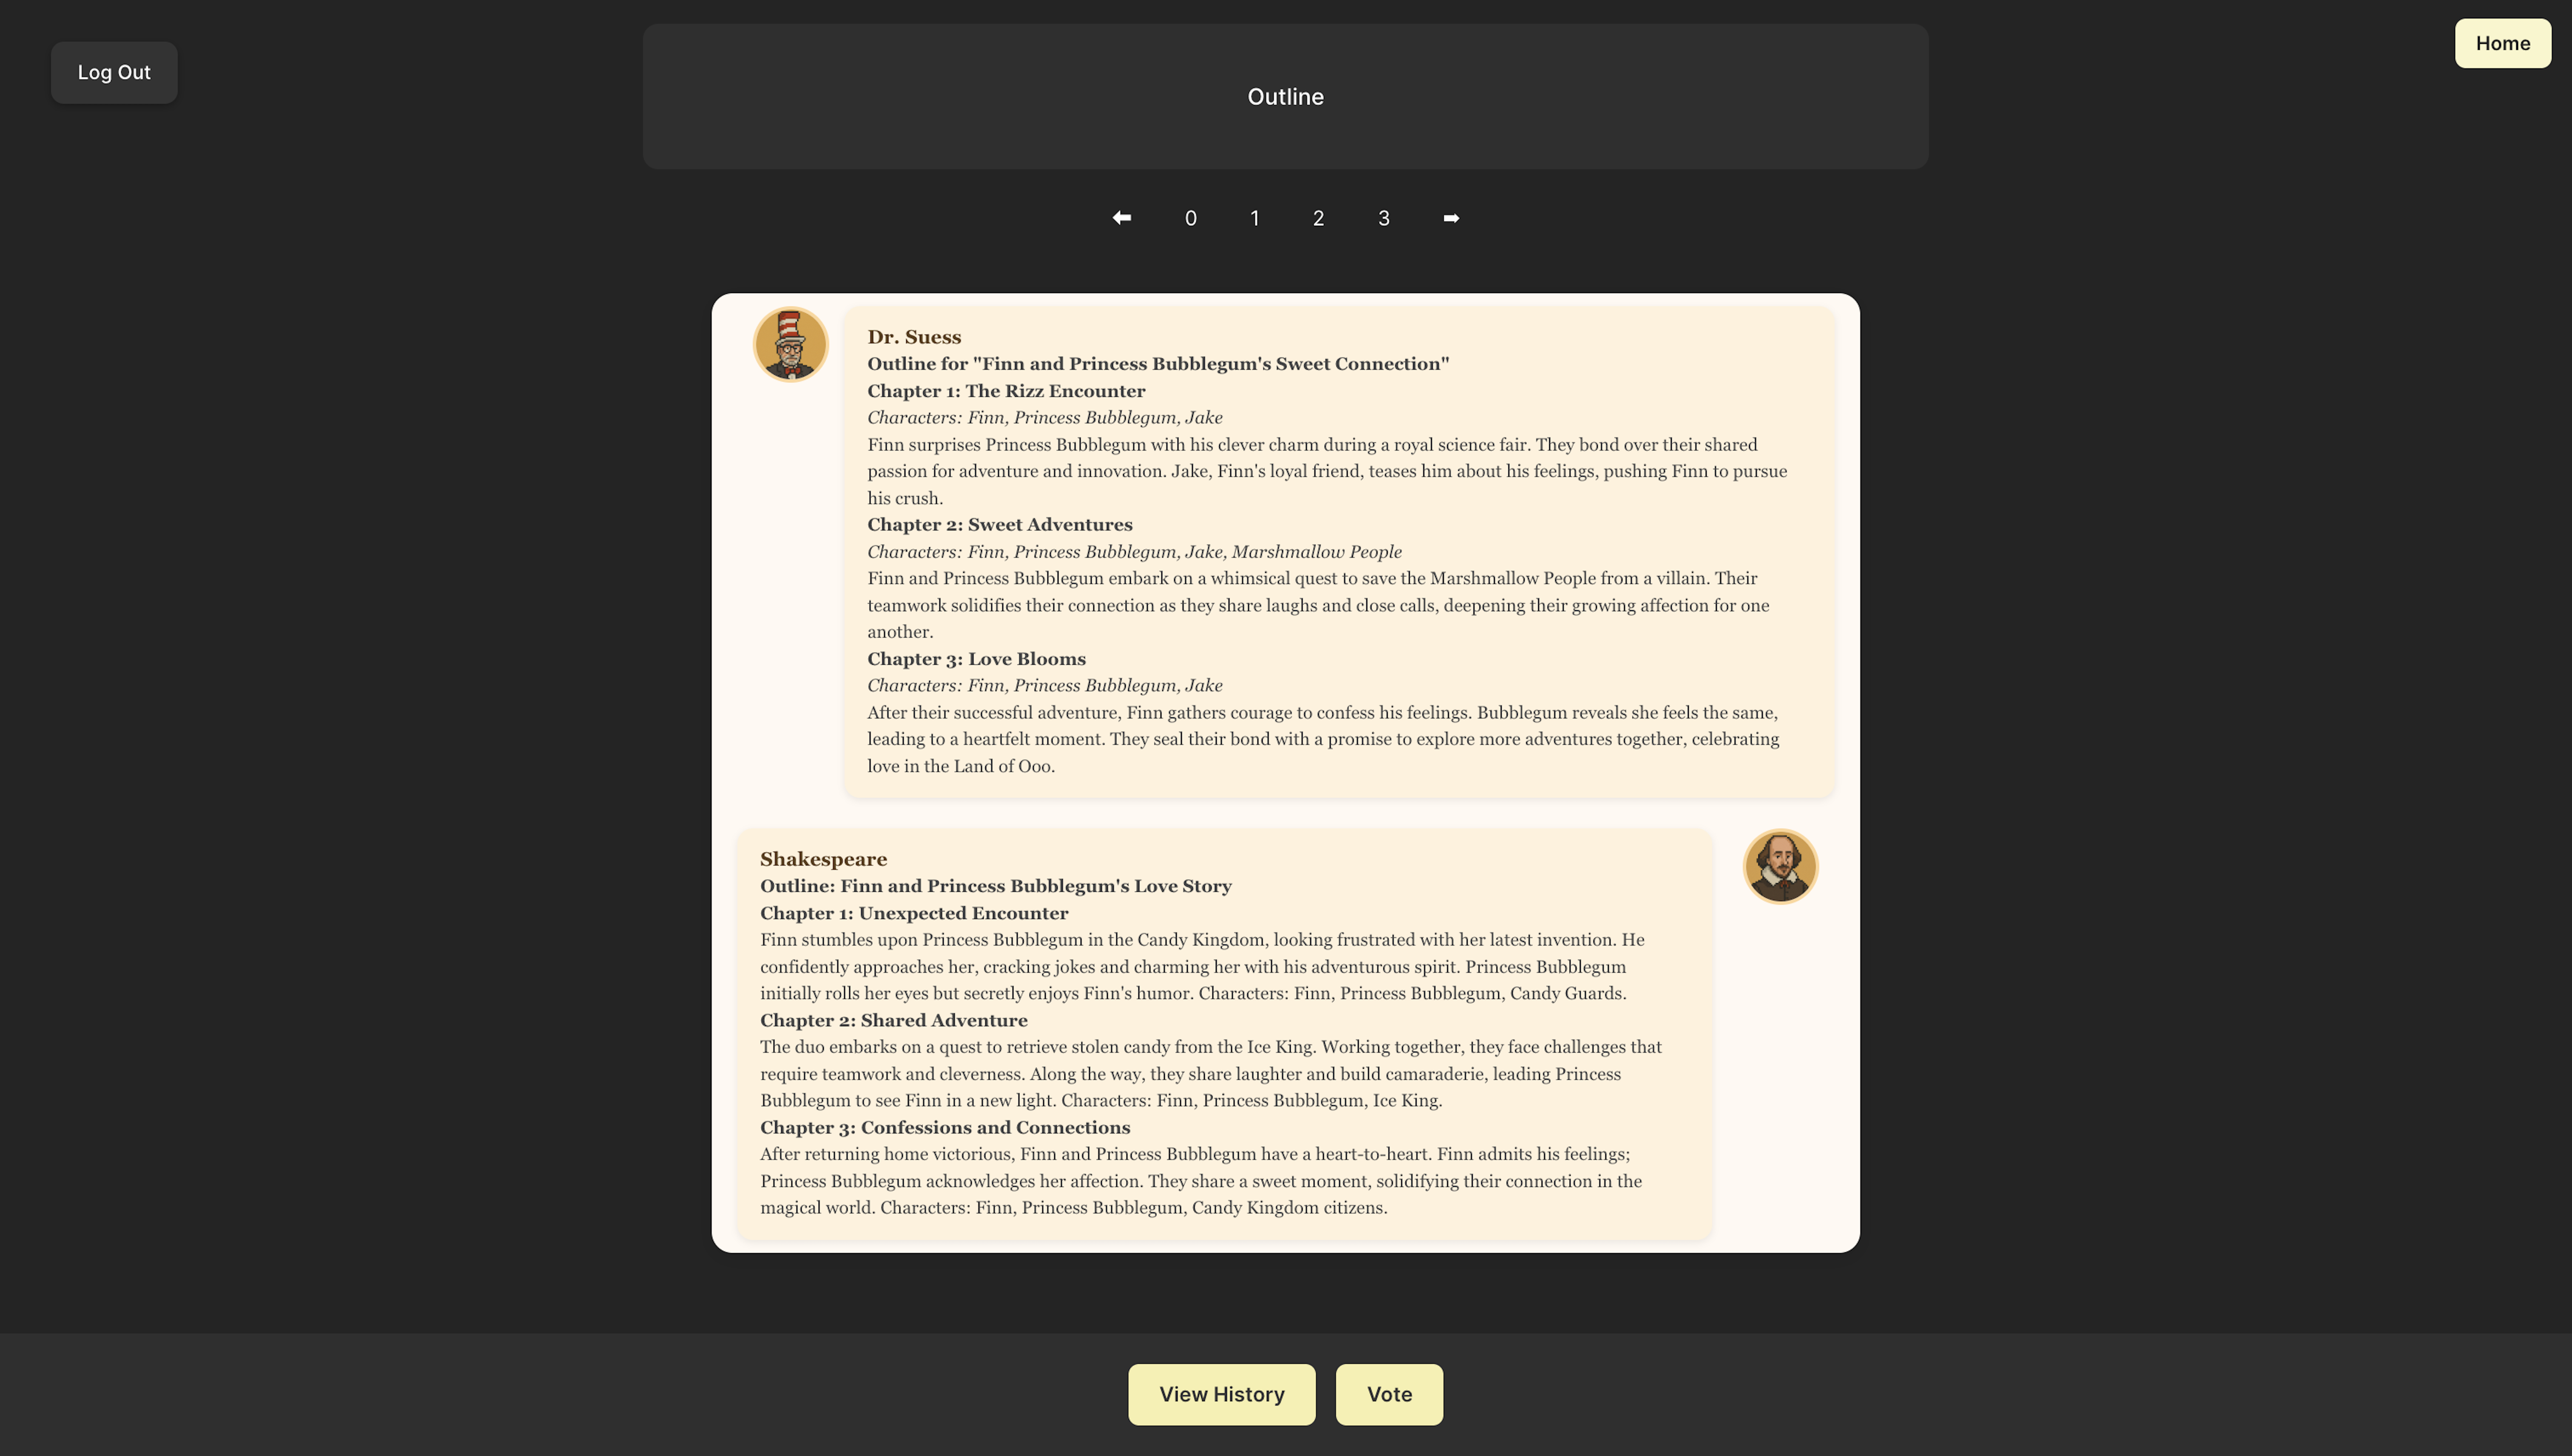 Log Out
Outline
Home
⬅ 0 1 2 3 ➡
Dr. Suess
Outline for "Finn and Princess Bubblegum's Sweet Connection"
Chapter 1: The Rizz Encounter
Characters: Finn, Princess Bubblegum, Jake
Finn surprises Princess Bubblegum with his clever charm during a royal science fair. They bond over their shared
passion for adventure and innovation. Jake, Finn's loyal friend, teases him about his feelings, pushing Finn to pursue
his crush.
Chapter 2: Sweet Adventures
Characters: Finn, Princess Bubblegum, Jake, Marshmallow People
Finn and Princess Bubblegum embark on a whimsical quest to save the Marshmallow People from a villain. Their
teamwork solidifies their connection as they share laughs and close calls, deepening their growing affection for one
another.
Chapter 3: Love Blooms
Characters: Finn, Princess Bubblegum, Jake
After their successful adventure, Finn gathers courage to confess his feelings. Bubblegum reveals she feels the same,
leading to a heartfelt moment. They seal their bond with a promise to explore more adventures together, celebrating
love in the Land of Ooo.
Shakespeare
Outline: Finn and Princess Bubblegum's Love Story
Chapter 1: Unexpected Encounter
Finn stumbles upon Princess Bubblegum in the Candy Kingdom, looking frustrated with her latest invention. He
confidently approaches her, cracking jokes and charming her with his adventurous spirit. Princess Bubblegum
initially rolls her eyes but secretly enjoys Finn's humor. Characters: Finn, Princess Bubblegum, Candy Guards.
Chapter 2: Shared Adventure
The duo embarks on a quest to retrieve stolen candy from the Ice King. Working together, they face challenges that
require teamwork and cleverness. Along the way, they share laughter and build camaraderie, leading Princess
Bubblegum to see Finn in a new light. Characters: Finn, Princess Bubblegum, Ice King.
Chapter 3: Confessions and Connections
After returning home victorious, Finn and Princess Bubblegum have a heart-to-heart. Finn admits his feelings;
Princess Bubblegum acknowledges her affection. They share a sweet moment, solidifying their connection in the
magical world. Characters: Finn, Princess Bubblegum, Candy Kingdom citizens.
View History
Vote